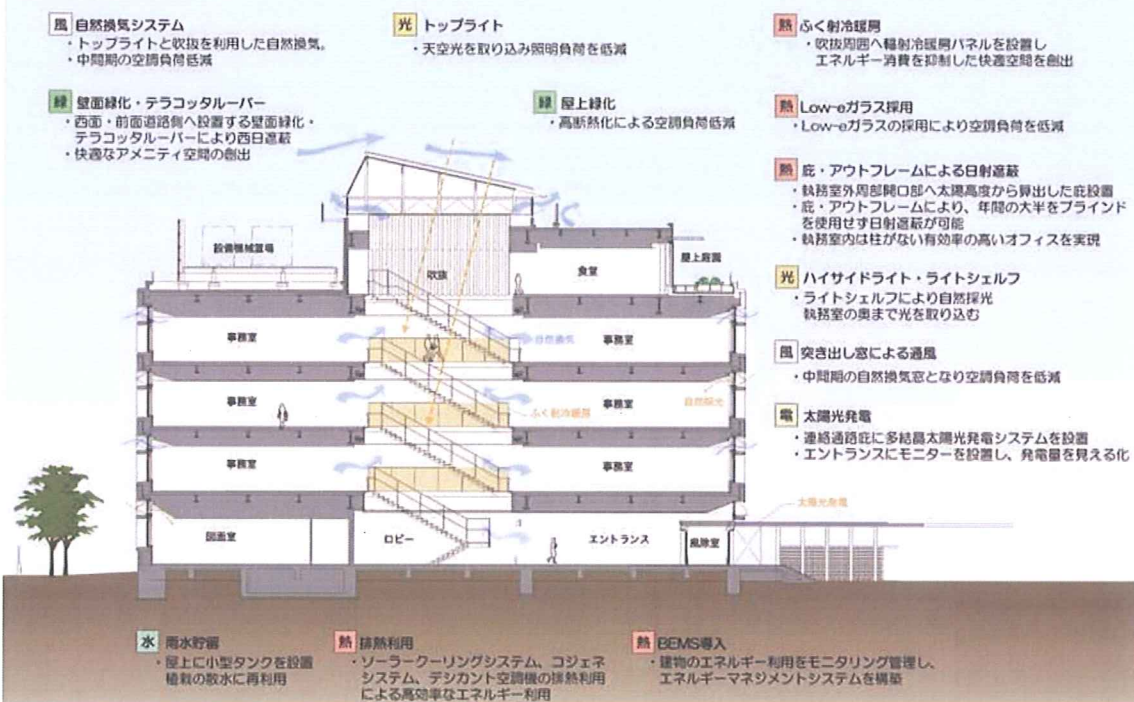 風 自然換気システム
・トップライトと吹抜を利用した自然換気。
・中間期の空調負荷低減
光 トップライト
・天空光を取り込み照明負荷を低減
熱 ふく射冷暖房
・吹抜周囲へ輻射冷暖房パネルを設置し
エネルギー消費を抑制した快適空間を創出
緑 壁面緑化・テラコッタルーバー
・西面・前面道路側へ設置する壁面緑化・
テラコッタルーバーにより西日遮蔽
・快適なアメニティ空間の創出
緑 屋上緑化
・高断熱化による空調負荷低減
熱 Low-eガラス採用
・Low-eガラスの採用により空調負荷を低減
熱 庇・アウトフレームによる日射遮蔽
・執務室外周部開口部へ太陽高度から算出した庇設置
・庇・アウトフレームにより、年間の大半をブラインド
を使用せず日射遮蔽が可能
・執務室内は柱がない有効率の高いオフィスを実現
光 ハイサイドライト・ライトシェルフ
・ライトシェルフにより自然採光
執務室の奥まで光を取り込む
風 突き出し窓による通風
・中間期の自然換気窓となり空調負荷を低減
電 太陽光発電
・連絡通路庇に多結晶太陽光発電システムを設置
・エントランスにモニターを設置し、発電量を見える化
設備機械置場
吹抜
食堂
屋上庭園
事務室
自然換気
事務室
事務室
ふく射冷暖房
事務室
自然採光
事務室
事務室
太陽光発電
図面室
ロビー
エントランス
風除室
水 雨水貯留
・屋上に小型タンクを設置
植栽の散水に再利用
熱 排熱利用
・ソーラークーリングシステム、コジェネ
システム、デシカント空調機の排熱利用
による高効率なエネルギー利用
熱 BEMS導入
・建物のエネルギー利用をモニタリング管理し、
エネルギーマネジメントシステムを構築